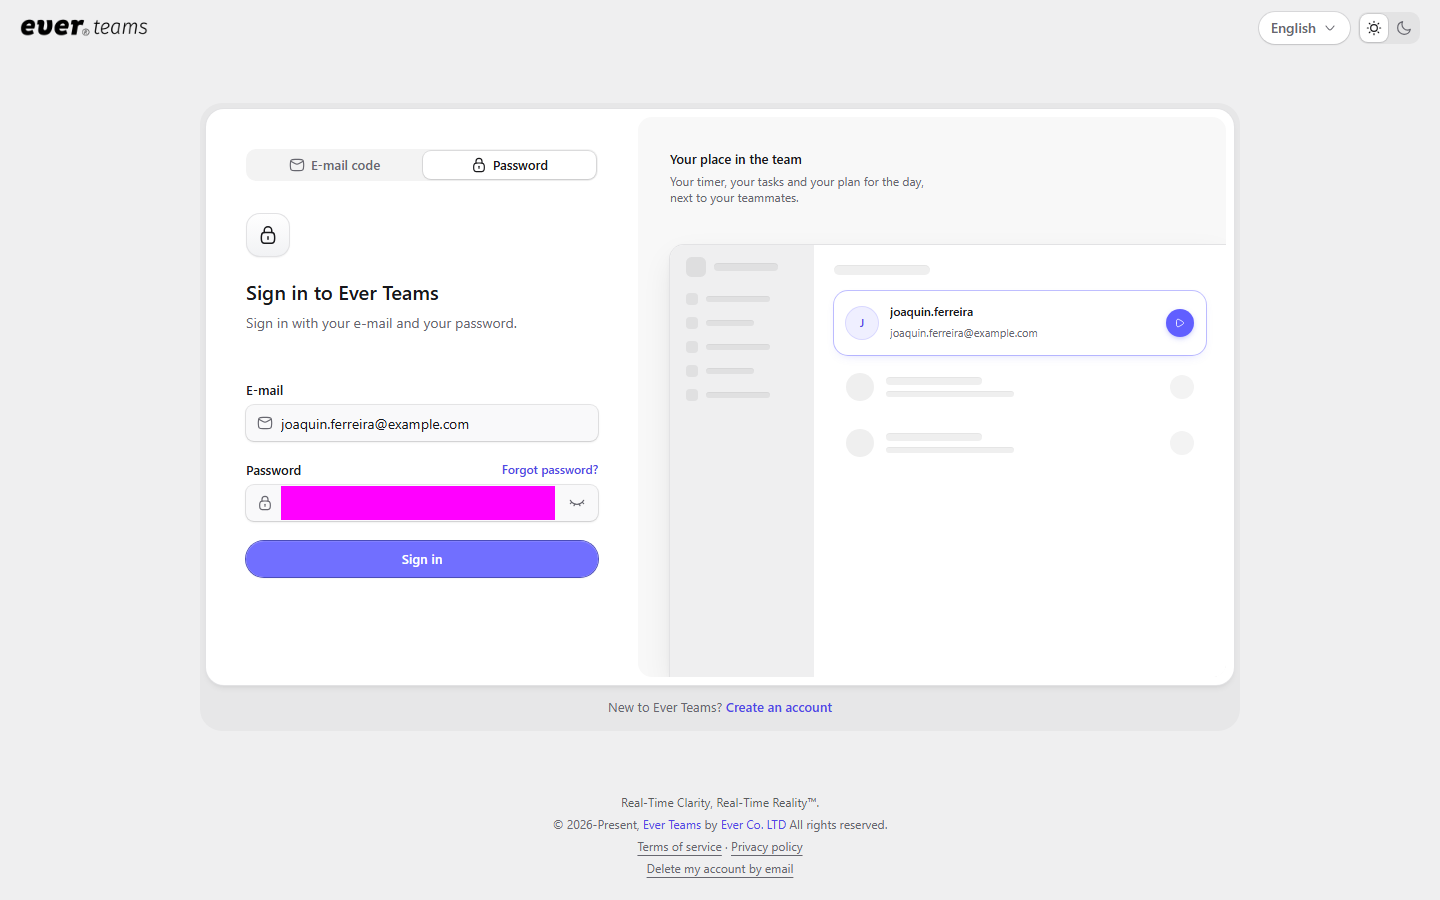 ever® teams
English
E-mail code
Password
Sign in to Ever Teams
Sign in with your e-mail and your password.
E-mail
joaquin.ferreira@example.com
Password
Forgot password?
Sign in
Your place in the team
Your timer, your tasks and your plan for the day,
next to your teammates.
J
joaquin.ferreira
joaquin.ferreira@example.com
New to Ever Teams? Create an account
Real-Time Clarity, Real-Time Reality™.
© 2026-Present, Ever Teams by Ever Co. LTD All rights reserved.
Terms of service · Privacy policy
Delete my account by email